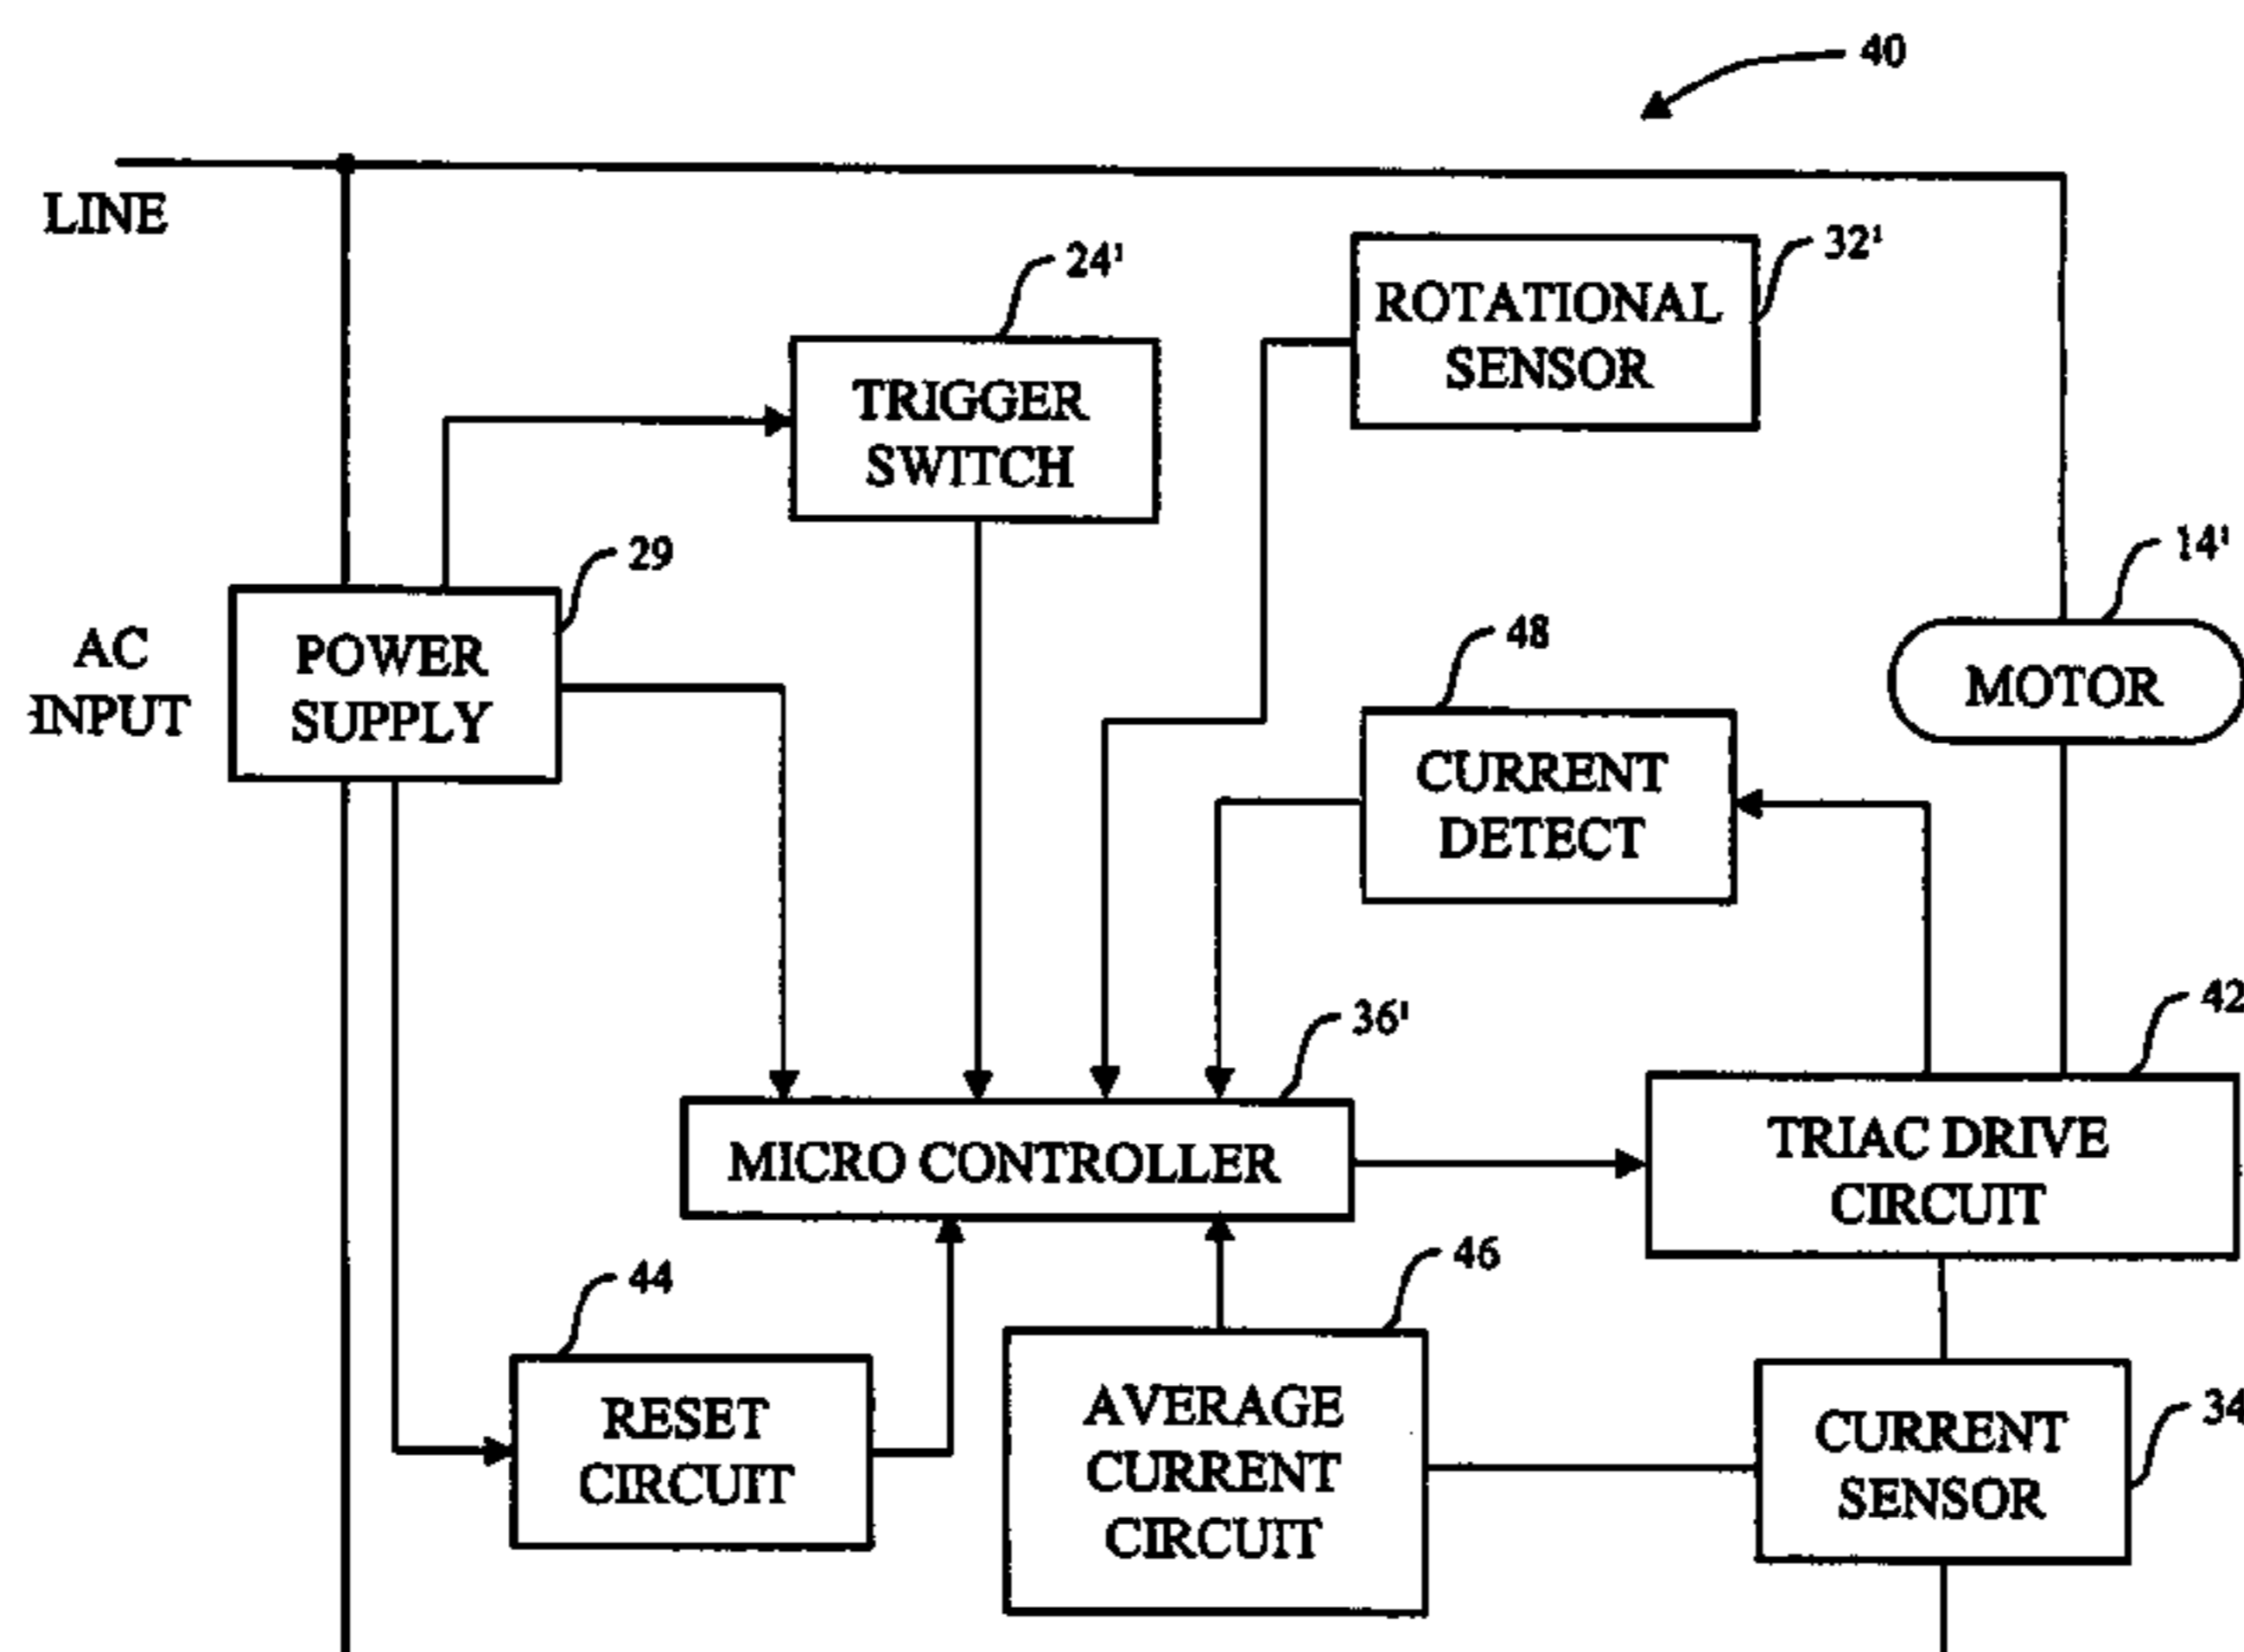 40
LINE
24'
32'
ROTATIONAL
SENSOR
TRIGGER
SWITCH
29
14'
AC
INPUT
POWER
SUPPLY
48
MOTOR
CURRENT
DETECT
36'
42
MICRO CONTROLLER
TRIAC DRIVE
CIRCUIT
44
46
RESET
CIRCUIT
AVERAGE
CURRENT
CIRCUIT
34
CURRENT
SENSOR